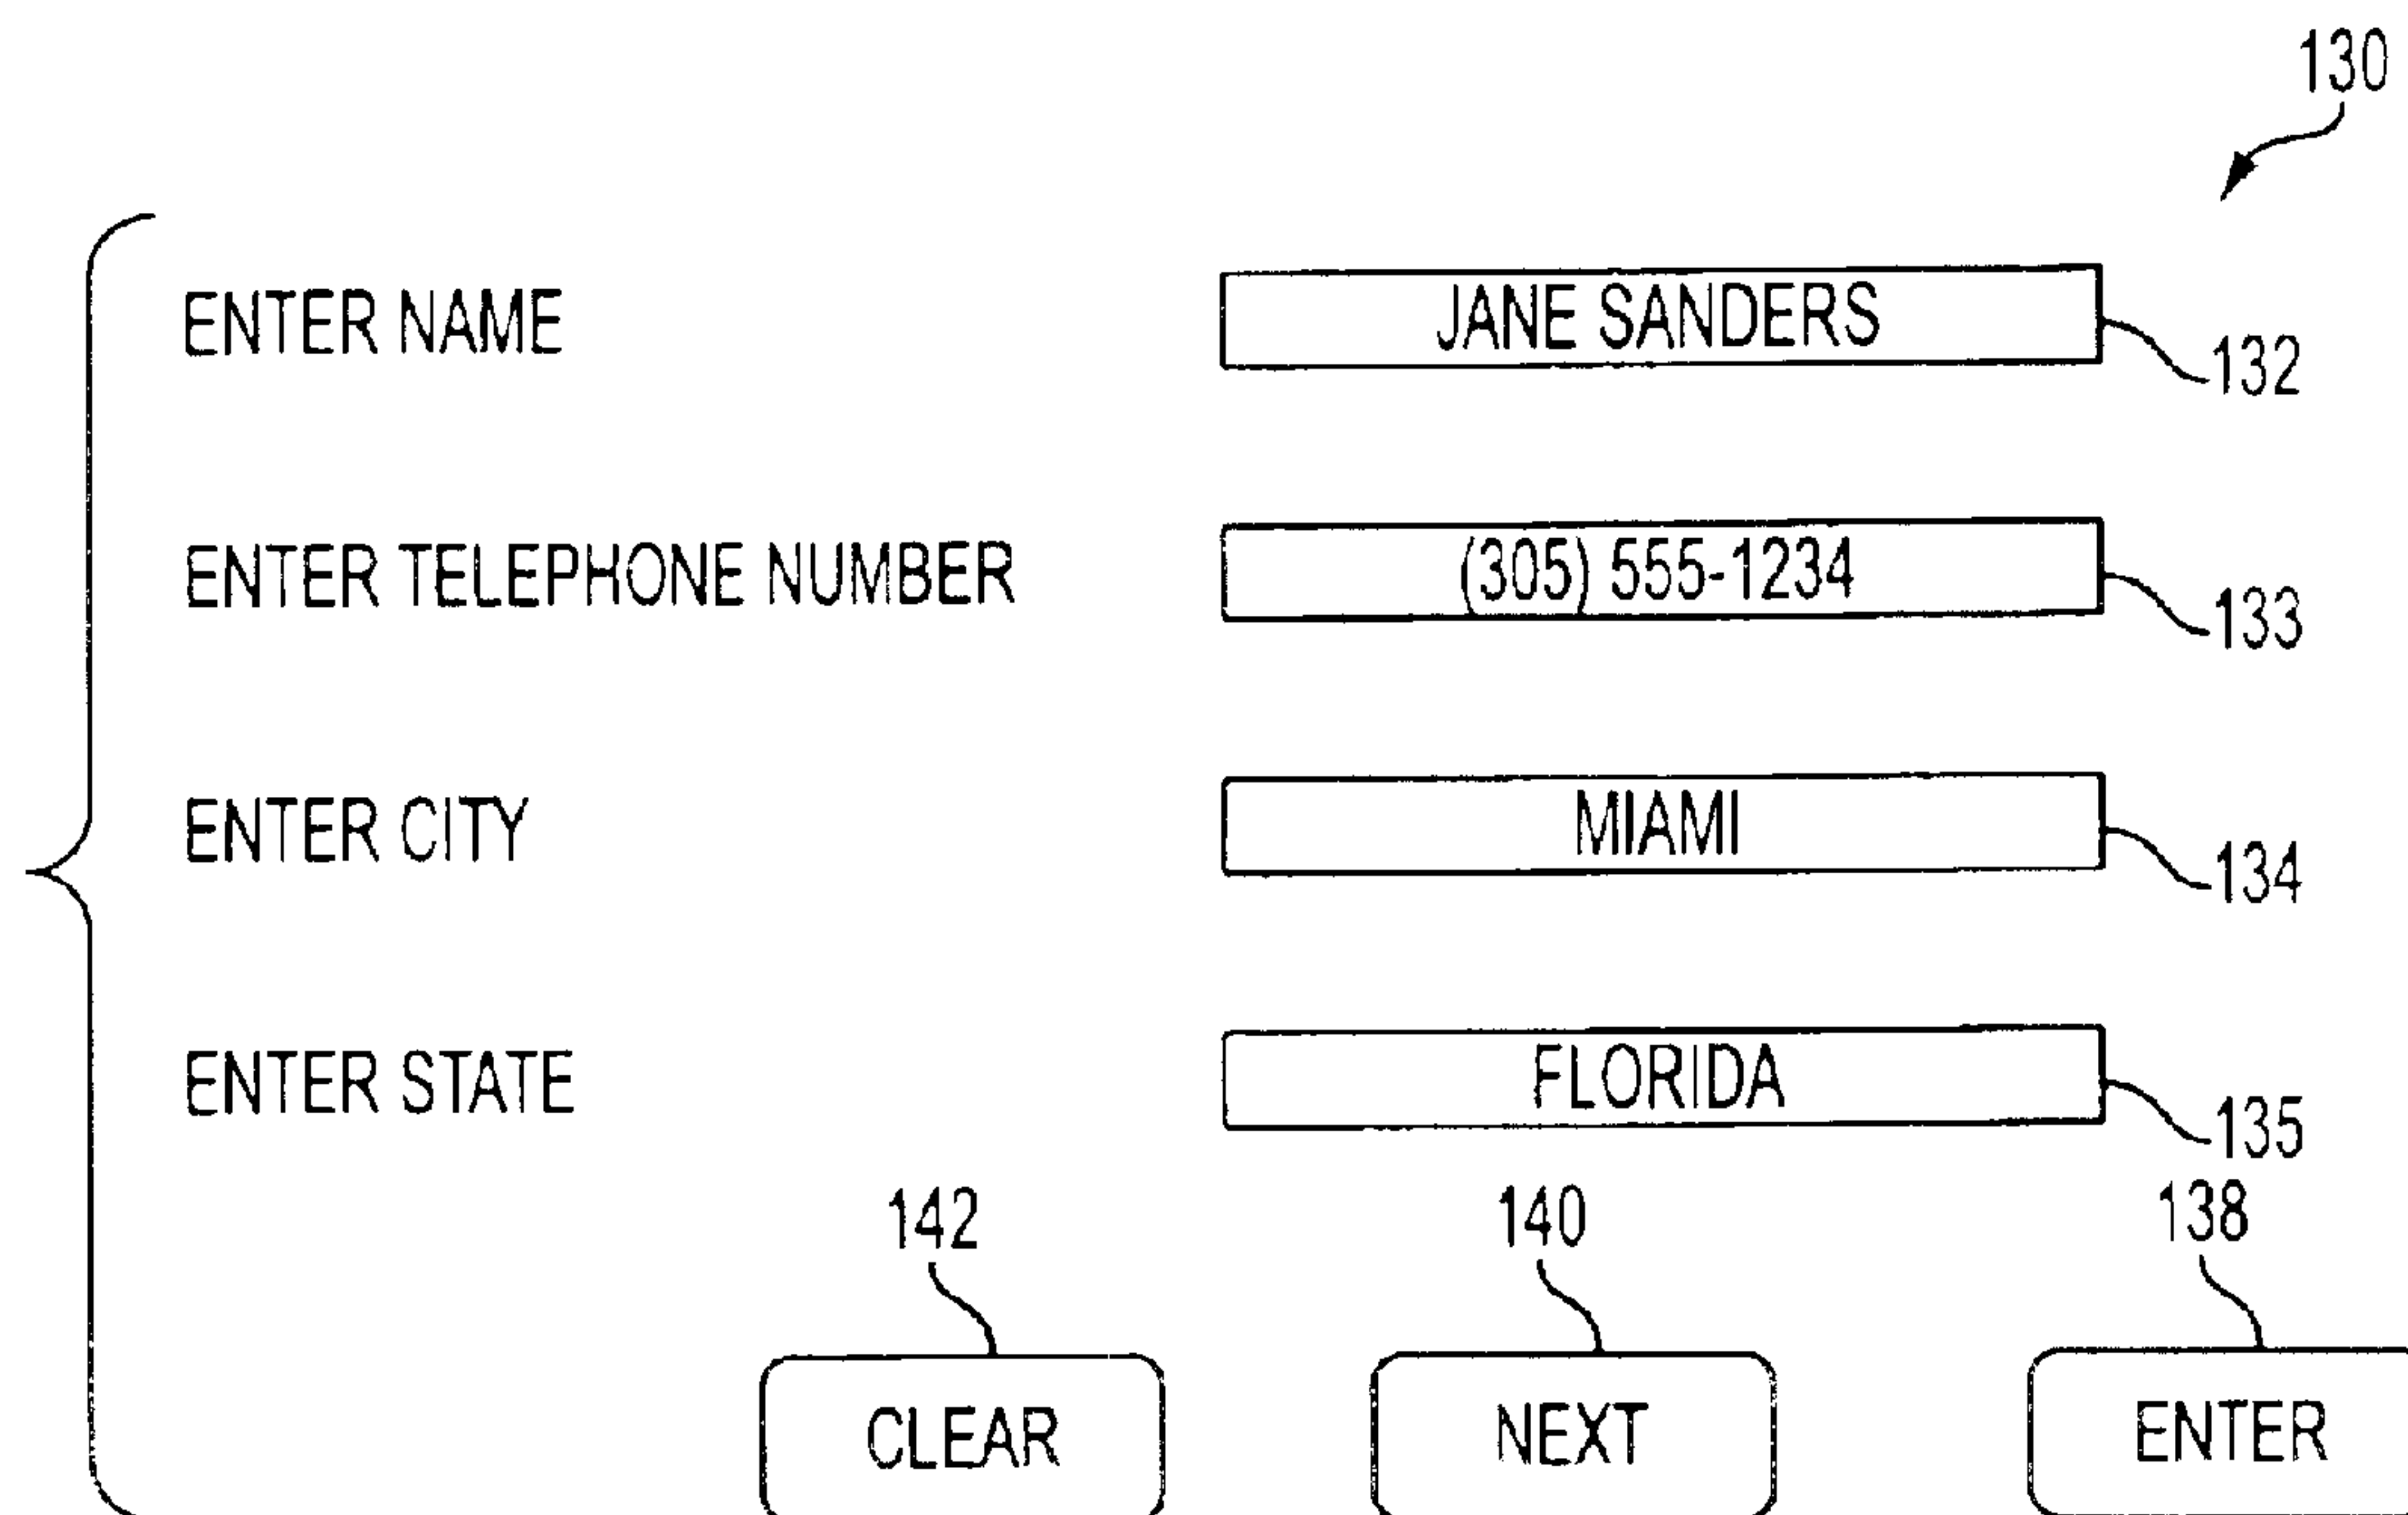 130
ENTER NAME JANE SANDERS 132
ENTER TELEPHONE NUMBER (305) 555-1234 133
ENTER CITY MIAMI 134
ENTER STATE FLORIDA 135
142 140 138
CLEAR NEXT ENTER